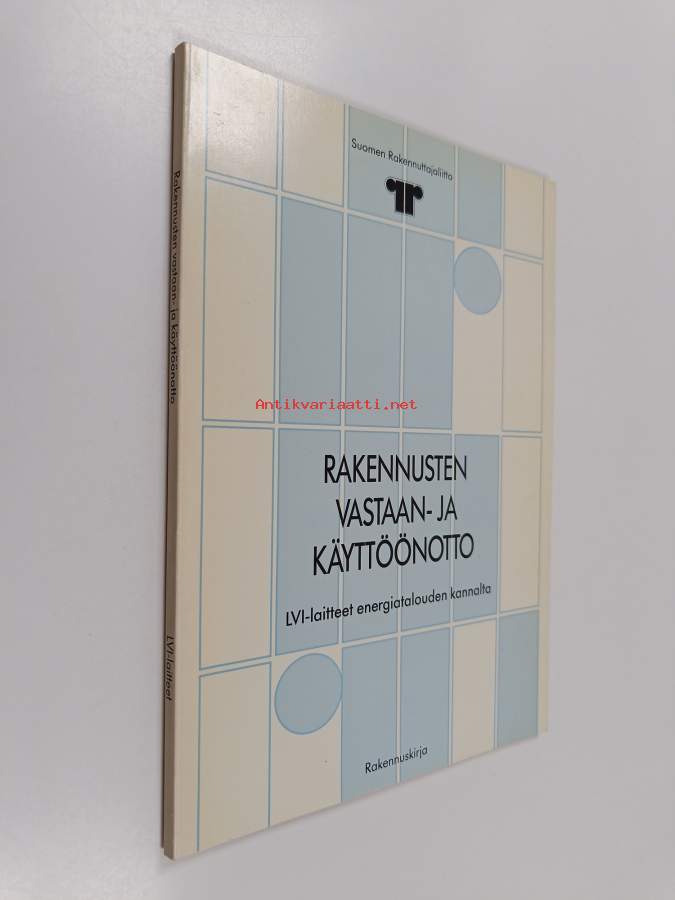 Suomen Rakennuttajaliitto
Antikvariaatti.net
RAKENNUSTEN
VASTAAN- JA
KÄYTTÖÖNOTTO
LVI-laitteet energiatalouden kannalta
Rakennuskirja
Rakennusten vastaan- ja käyttöönotto
LVI-laitteet